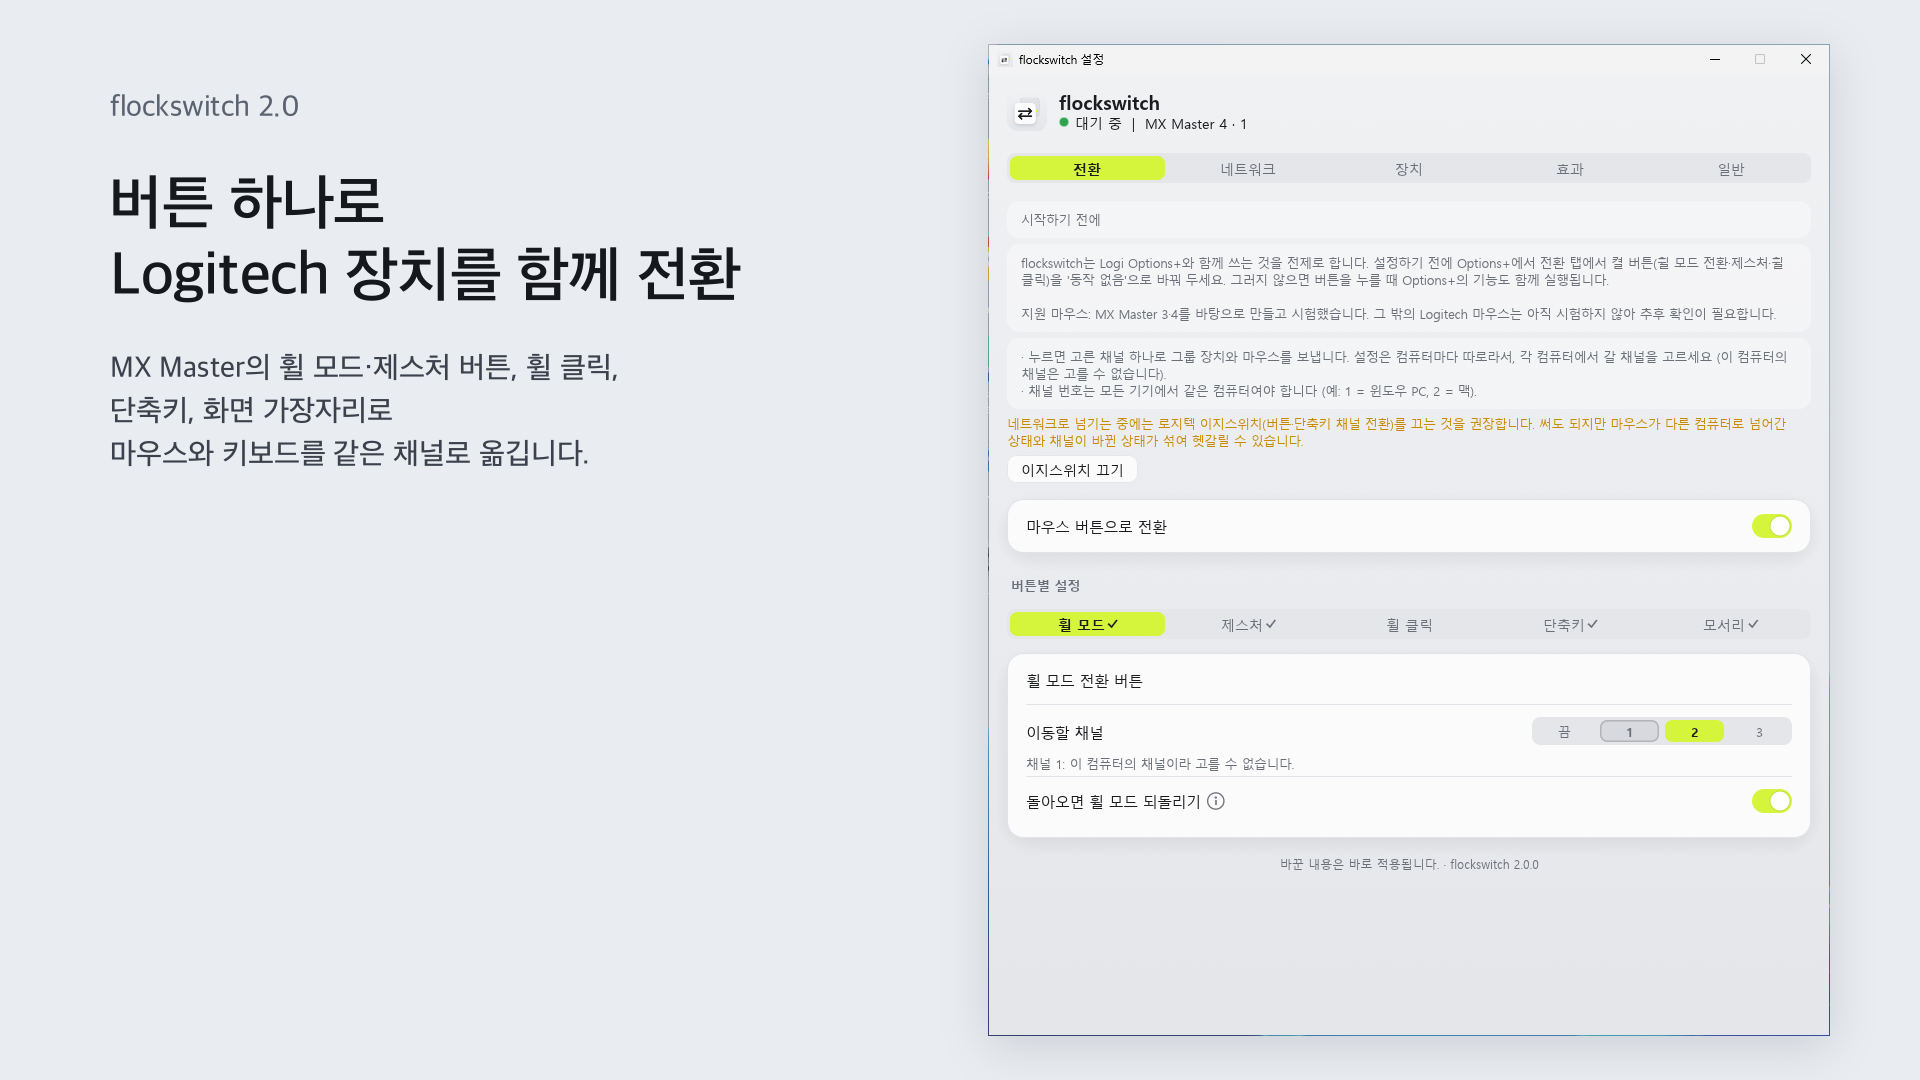 flockswitch 2.0
버튼 하나로
Logitech 장치를 함께 전환
MX Master의 휠 모드·제스처 버튼, 휠 클릭,
단축키, 화면 가장자리로
마우스와 키보드를 같은 채널로 옮깁니다.
flockswitch 설정
flockswitch
대기 중 | MX Master 4 · 1
전환 네트워크 장치 효과 일반
시작하기 전에
flockswitch는 Logi Options+와 함께 쓰는 것을 전제로 합니다. 설정하기 전에 Options+에서 전환 탭에서 켤 버튼(휠 모드 전환·제스처·휠
클릭)을 '동작 없음'으로 바꿔 두세요. 그러지 않으면 버튼을 누를 때 Options+의 기능도 함께 실행됩니다.
지원 마우스: MX Master 3·4를 바탕으로 만들고 시험했습니다. 그 밖의 Logitech 마우스는 아직 시험하지 않아 추후 확인이 필요합니다.
· 누르면 고른 채널 하나로 그룹 장치와 마우스를 보냅니다. 설정은 컴퓨터마다 따로라서, 각 컴퓨터에서 갈 채널을 고르세요 (이 컴퓨터의
채널은 고를 수 없습니다).
· 채널 번호는 모든 기기에서 같은 컴퓨터여야 합니다 (예: 1 = 윈도우 PC, 2 = 맥).
네트워크로 넘기는 중에는 로지텍 이지스위치(버튼·단축키 채널 전환)를 끄는 것을 권장합니다. 써도 되지만 마우스가 다른 컴퓨터로 넘어간
상태와 채널이 바뀐 상태가 섞여 헷갈릴 수 있습니다.
이지스위치 끄기
마우스 버튼으로 전환
버튼별 설정
휠 모드✓ 제스처✓ 휠 클릭 단축키✓ 모서리✓
휠 모드 전환 버튼
이동할 채널 끔 1 2 3
채널 1: 이 컴퓨터의 채널이라 고를 수 없습니다.
돌아오면 휠 모드 되돌리기
바꾼 내용은 바로 적용됩니다. · flockswitch 2.0.0